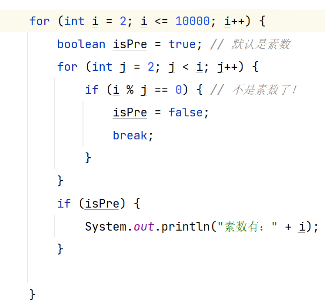 for (int i = 2; i <= 10000; i++) {
    boolean isPre = true; // 默认是素数
    for (int j = 2; j < i; j++) {
        if (i % j == 0) { // 不是素数了!
            isPre = false;
            break;
        }
    }
    if (isPre) {
        System.out.println("素数有: " + i);
    }
}